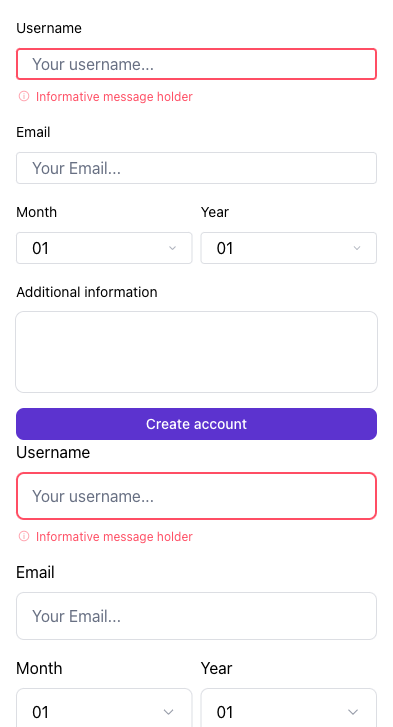 Username
Your username...
Informative message holder
Email
Your Email...
Month Year
01 01
Additional information
Create account
Username
Your username...
Informative message holder
Email
Your Email...
Month Year
01 01